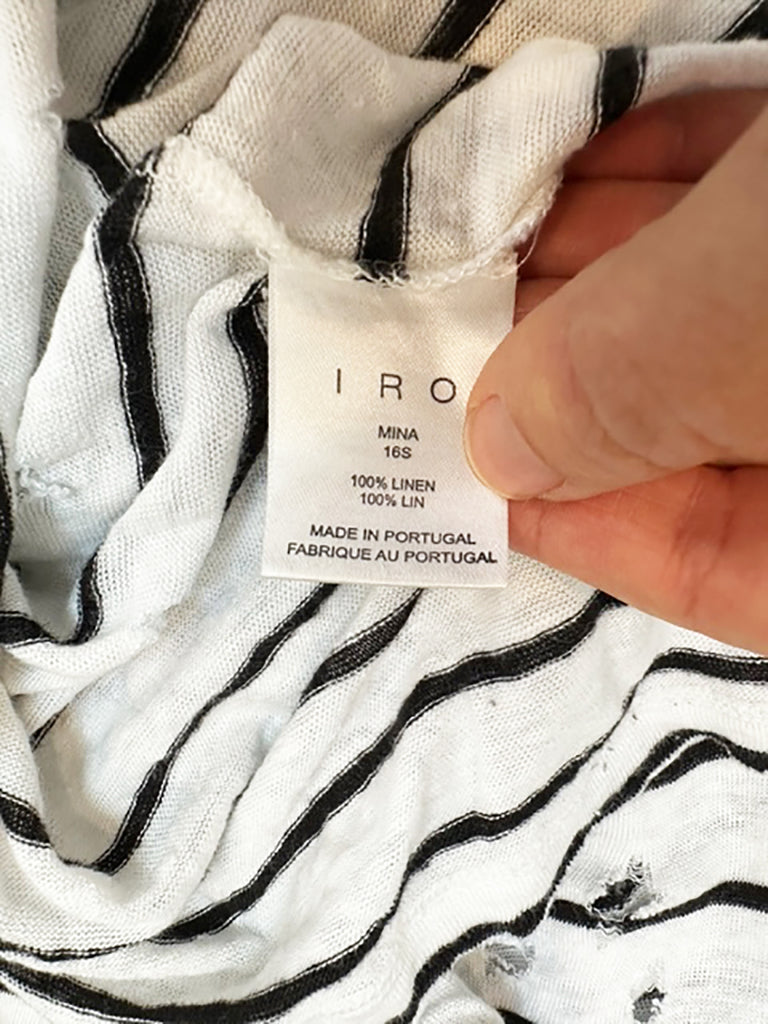 IRO
MINA
16S
100% LINEN
100% LIN
MADE IN PORTUGAL
FABRIQUE AU PORTUGAL